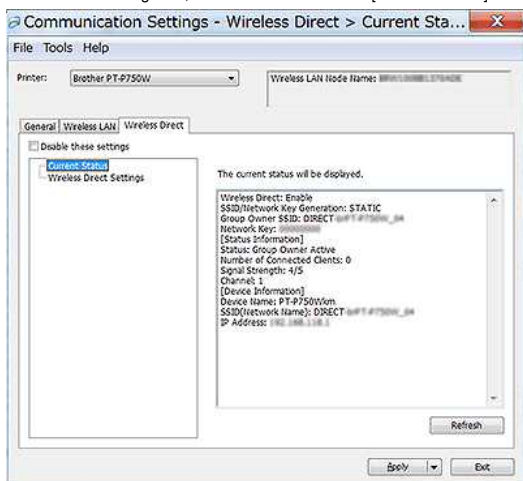 Communication Settings - Wireless Direct > Current Sta...
File Tools Help
Printer: Brother PT-P750W
Wireless LAN Node Name:
General Wireless LAN Wireless Direct
Disable these settings
Current Status
Wireless Direct Settings
The current status will be displayed.
Wireless Direct: Enable
SSID/Network Key Generation: STATIC
Group Owner SSID: DIRECT
Network Key:
[Status Information]
Status: Group Owner Active
Number of Connected Clients: 0
Signal Strength: 4/5
Channel: 1
[Device Information]
Device Name: PT-P750Wkm
SSID(Network Name): DIRECT
IP Address:
Refresh
Apply
Exit